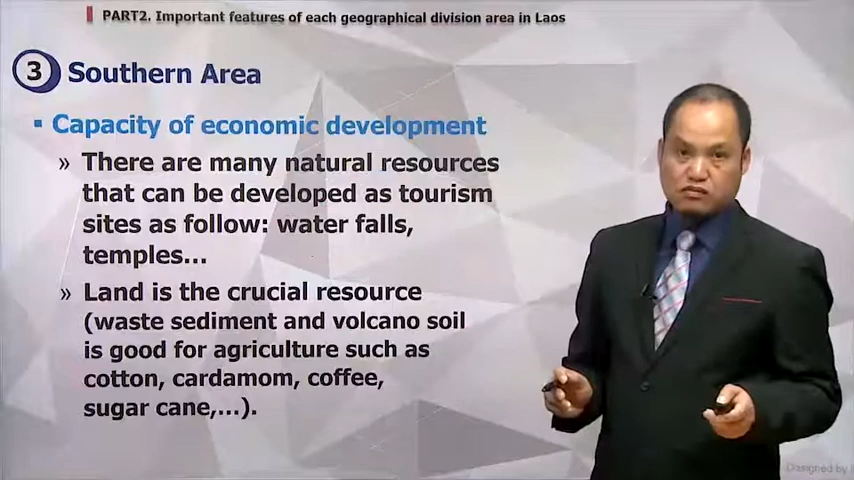 PART2. Important features of each geographical division area in Laos
3 Southern Area
▪ Capacity of economic development
» There are many natural resources
that can be developed as tourism
sites as follow: water falls,
temples...
» Land is the crucial resource
(waste sediment and volcano soil
is good for agriculture such as
cotton, cardamom, coffee,
sugar cane,...).
Designed by